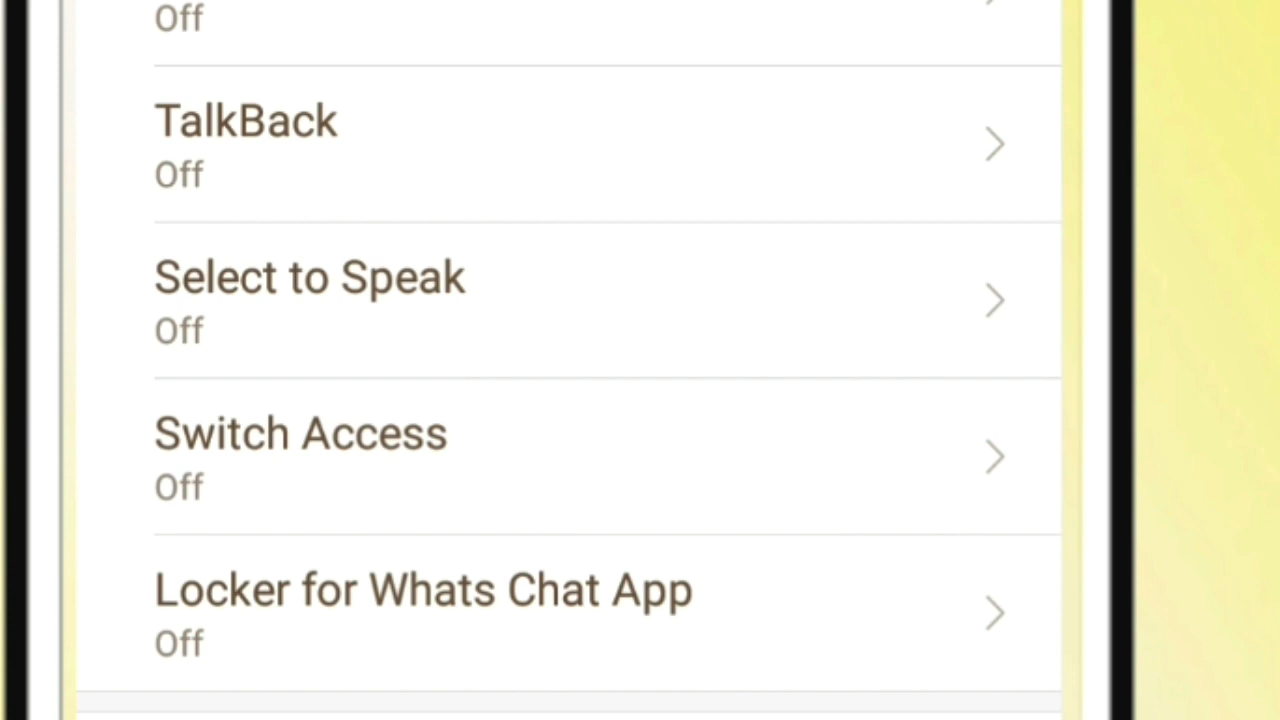 Off
TalkBack
Off
Select to Speak
Off
Switch Access
Off
Locker for Whats Chat App
Off